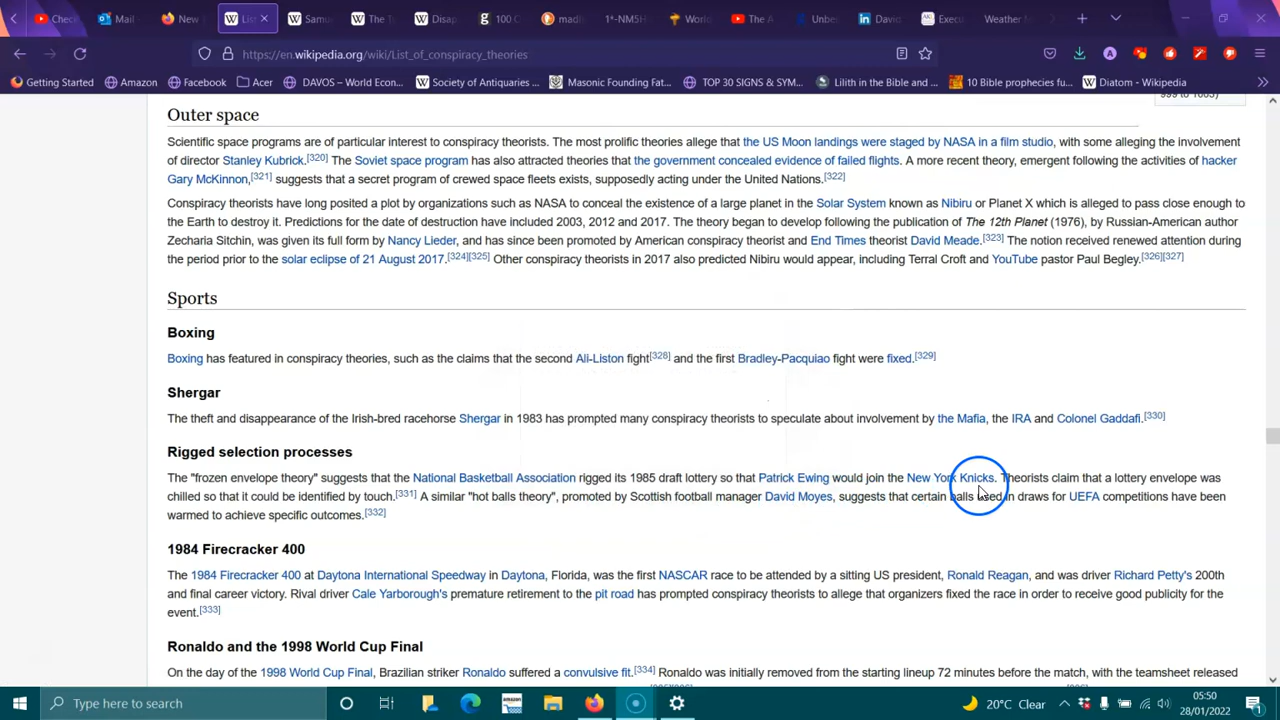 Chec
Mail
New
List
Samu
The T
Disap
100 C
madi
1*-NM5H
World
The A
Unbe
David
Execu
Weather M
https://en.wikipedia.org/wiki/List_of_conspiracy_theories
Getting Started Amazon Facebook Acer DAVOS – World Econ... Society of Antiquaries... Masonic Founding Fat... TOP 30 SIGNS & SYM... Lilith in the Bible and ... 10 Bible prophecies fu... Diatom - Wikipedia
999 to 1003)
Outer space
Scientific space programs are of particular interest to conspiracy theorists. The most prolific theories allege that the US Moon landings were staged by NASA in a film studio, with some alleging the involvement
of director Stanley Kubrick.[320] The Soviet space program has also attracted theories that the government concealed evidence of failed flights. A more recent theory, emergent following the activities of hacker
Gary McKinnon,[321] suggests that a secret program of crewed space fleets exists, supposedly acting under the United Nations.[322]
Conspiracy theorists have long posited a plot by organizations such as NASA to conceal the existence of a large planet in the Solar System known as Nibiru or Planet X which is alleged to pass close enough to
the Earth to destroy it. Predictions for the date of destruction have included 2003, 2012 and 2017. The theory began to develop following the publication of The 12th Planet (1976), by Russian-American author
Zecharia Sitchin, was given its full form by Nancy Lieder, and has since been promoted by American conspiracy theorist and End Times theorist David Meade.[323] The notion received renewed attention during
the period prior to the solar eclipse of 21 August 2017.[324][325] Other conspiracy theorists in 2017 also predicted Nibiru would appear, including Terral Croft and YouTube pastor Paul Begley.[326][327]
Sports
Boxing
Boxing has featured in conspiracy theories, such as the claims that the second Ali-Liston fight[328] and the first Bradley-Pacquiao fight were fixed.[329]
Shergar
The theft and disappearance of the Irish-bred racehorse Shergar in 1983 has prompted many conspiracy theorists to speculate about involvement by the Mafia, the IRA and Colonel Gaddafi.[330]
Rigged selection processes
The "frozen envelope theory" suggests that the National Basketball Association rigged its 1985 draft lottery so that Patrick Ewing would join the New York Knicks. Theorists claim that a lottery envelope was
chilled so that it could be identified by touch.[331] A similar "hot balls theory", promoted by Scottish football manager David Moyes, suggests that certain balls used in draws for UEFA competitions have been
warmed to achieve specific outcomes.[332]
1984 Firecracker 400
The 1984 Firecracker 400 at Daytona International Speedway in Daytona, Florida, was the first NASCAR race to be attended by a sitting US president, Ronald Reagan, and was driver Richard Petty's 200th
and final career victory. Rival driver Cale Yarborough's premature retirement to the pit road has prompted conspiracy theorists to allege that organizers fixed the race in order to receive good publicity for the
event.[333]
Ronaldo and the 1998 World Cup Final
On the day of the 1998 World Cup Final, Brazilian striker Ronaldo suffered a convulsive fit.[334] Ronaldo was initially removed from the starting lineup 72 minutes before the match, with the teamsheet released
Type here to search
20°C Clear
05:50
28/01/2022